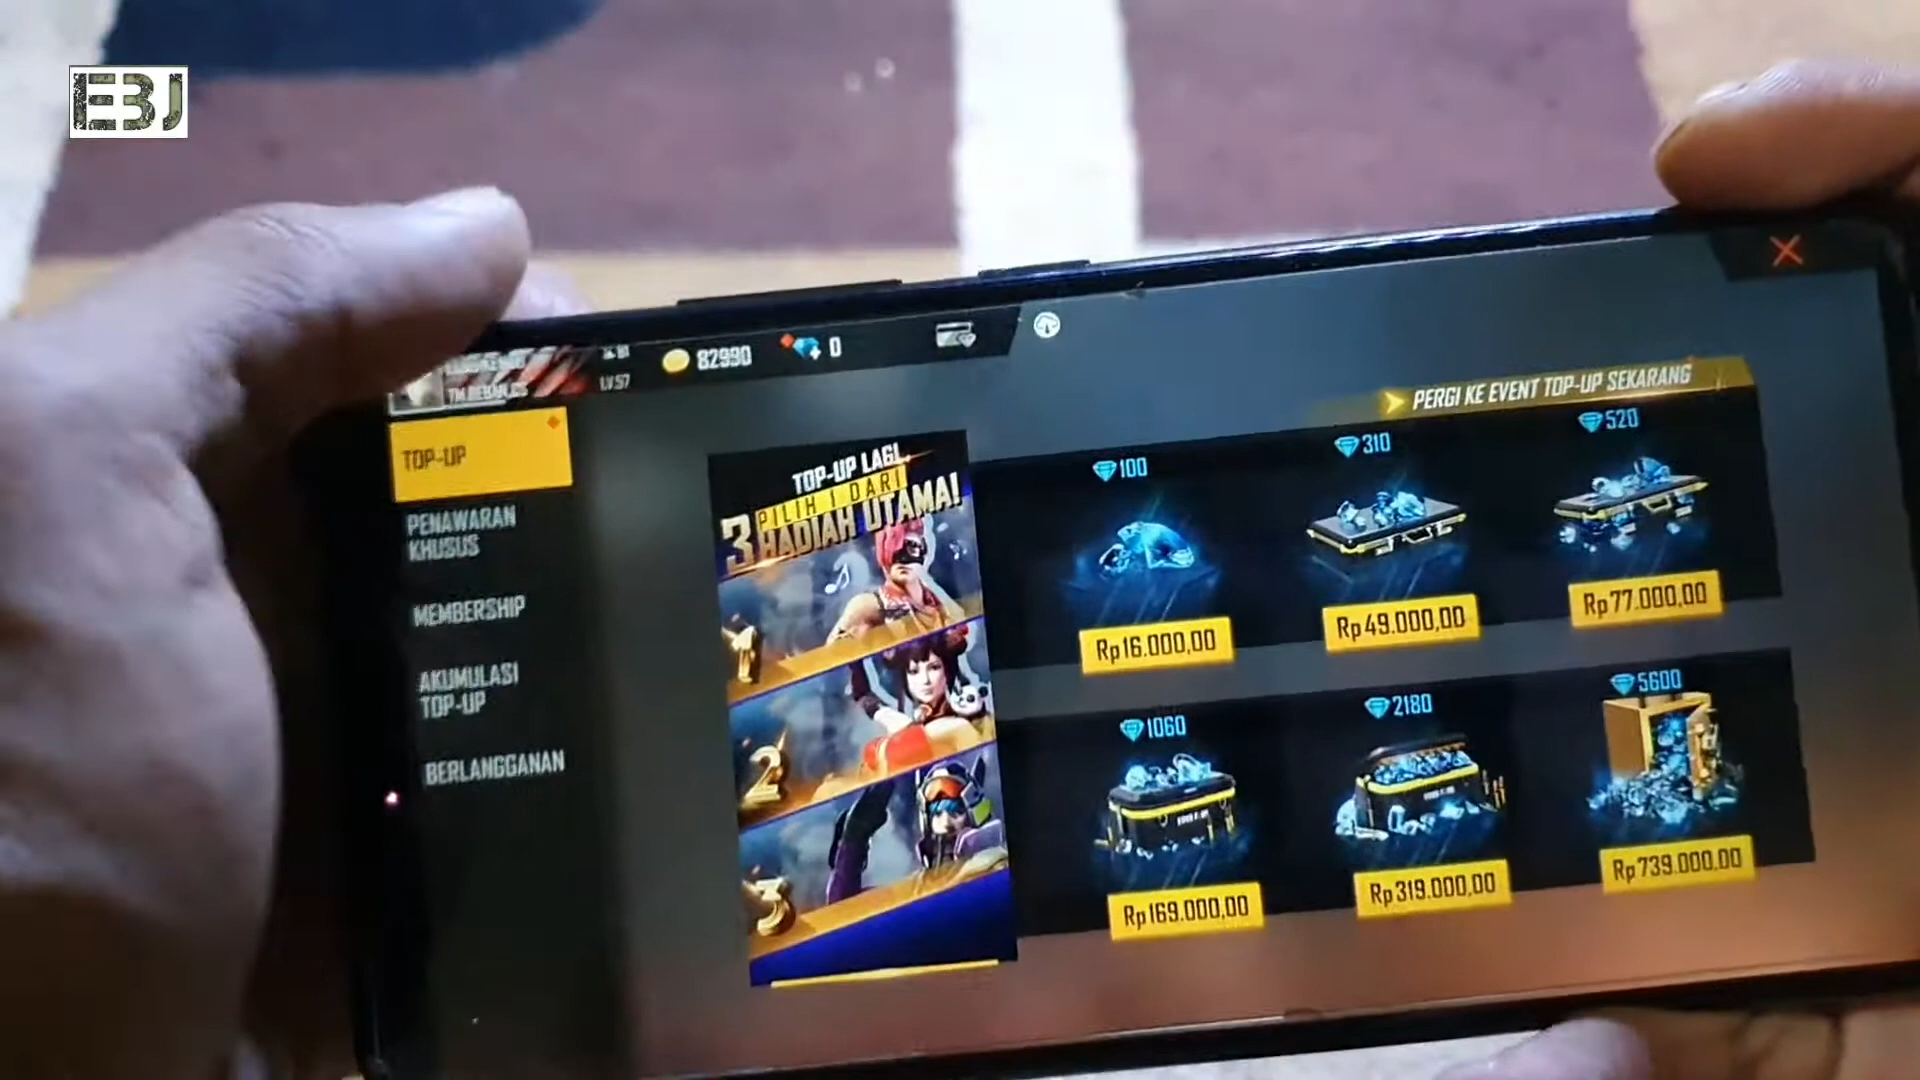 EBJ
LV.57
82990
0
PERGI KE EVENT TOP-UP SEKARANG
TOP-UP
PENAWARAN
KHUSUS
MEMBERSHIP
AKUMULASI
TOP-UP
BERLANGGANAN
TOP-UP LAGI,
PILIH 1 DARI
3 HADIAH UTAMA!
1
2
3
100
310
520
Rp16.000,00
Rp49.000,00
Rp77.000,00
1060
2180
5600
Rp169.000,00
Rp319.000,00
Rp739.000,00